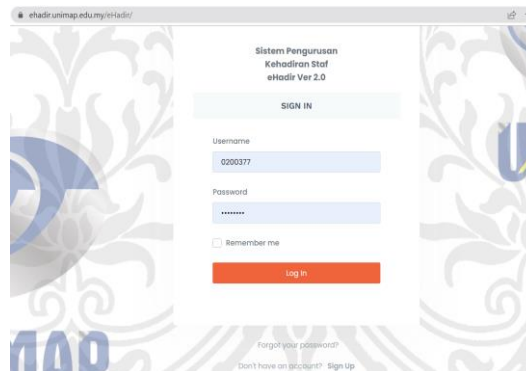 ehadir.unimap.edu.my/eHadir/
Sistem Pengurusan
Kehadiran Staf
eHadir Ver 2.0
SIGN IN
Username
0200377
Password
••••••••
Remember me
Log In
MAP
Forgot your password?
Don't have an account? Sign Up